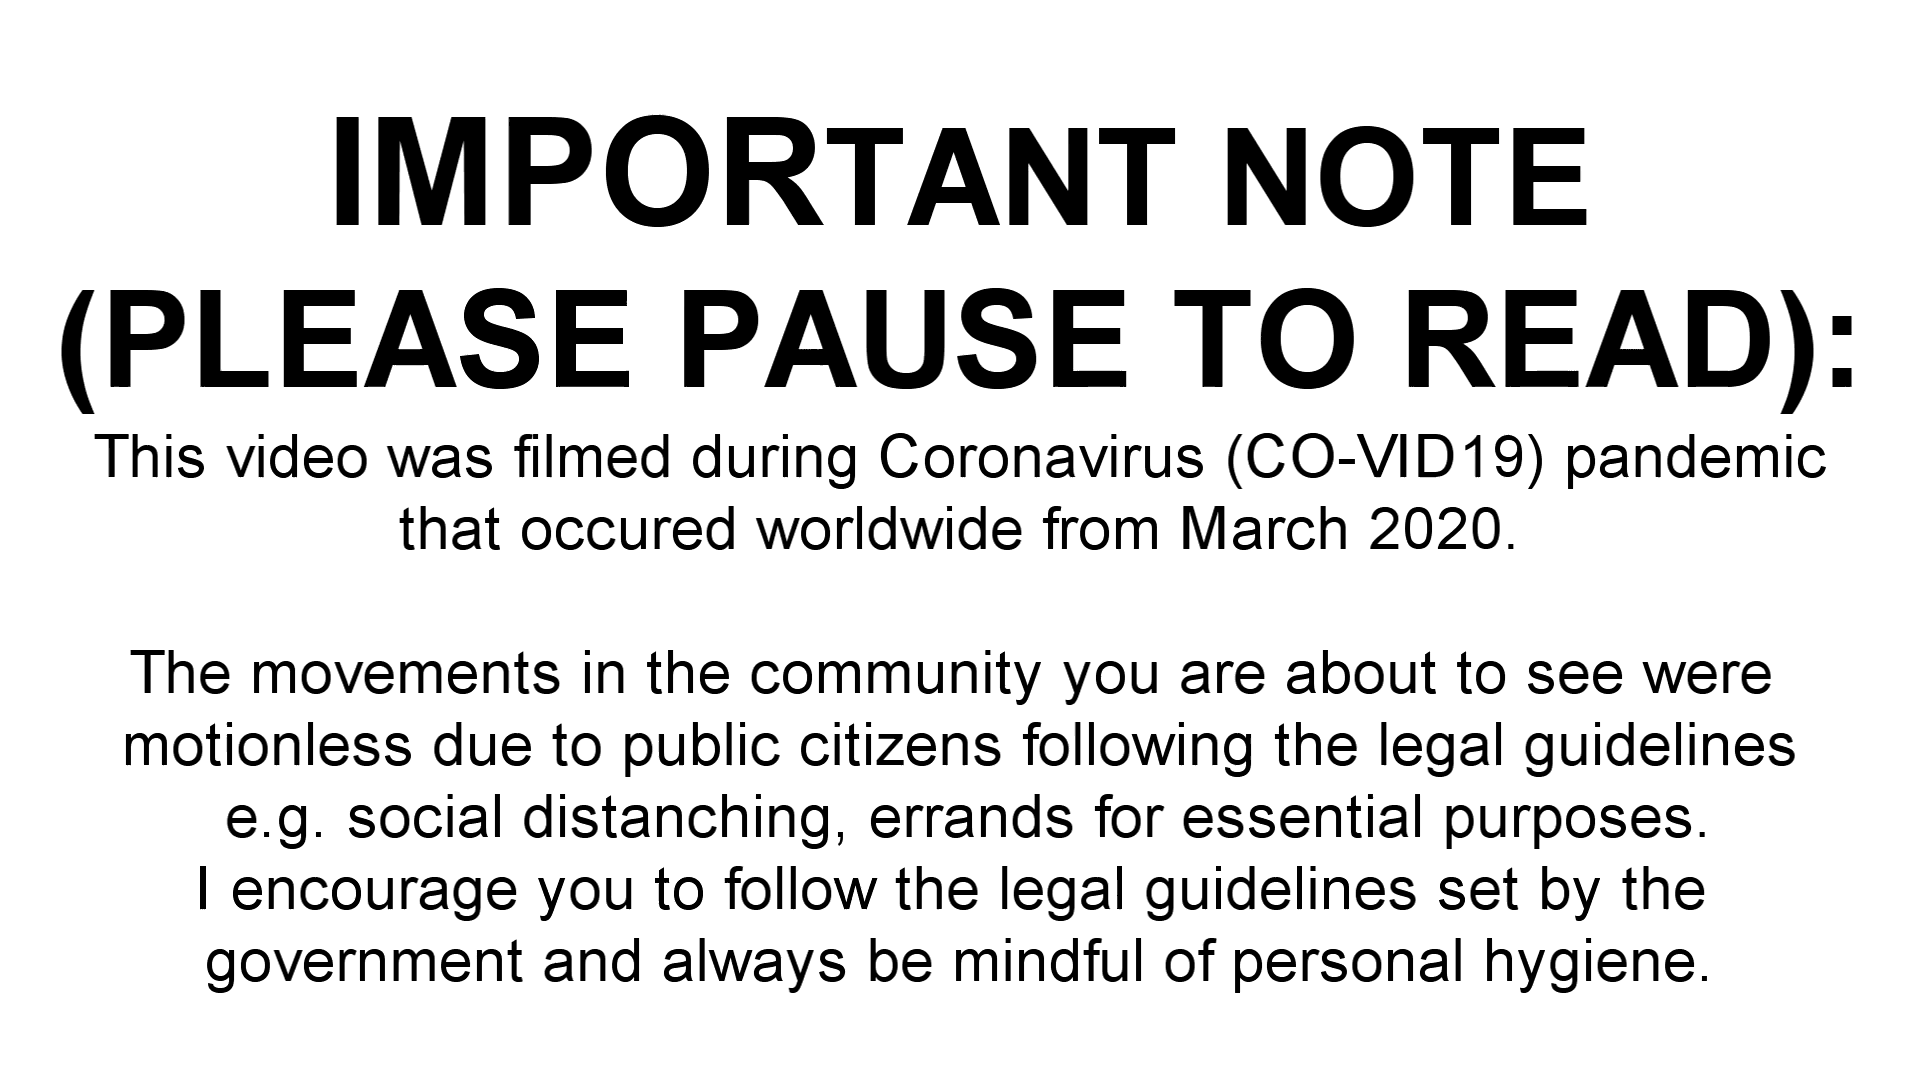 IMPORTANT NOTE
(PLEASE PAUSE TO READ):
This video was filmed during Coronavirus (CO-VID19) pandemic
that occured worldwide from March 2020.
The movements in the community you are about to see were
motionless due to public citizens following the legal guidelines
e.g. social distanching, errands for essential purposes.
I encourage you to follow the legal guidelines set by the
government and always be mindful of personal hygiene.